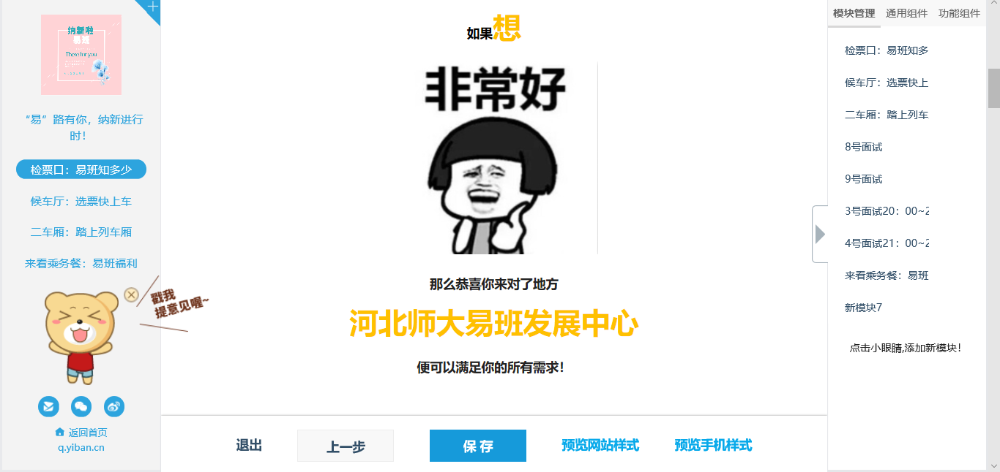 纳新啦
易班
There for you
“易”路有你，纳新进行
时！
检票口：易班知多少
候车厅：选票快上车
二车厢：踏上列车厢
来看乘务餐：易班福利
戳我
提意见喔~
返回首页
q.yiban.cn
如果想
非常好
那么恭喜你来对了地方
河北师大易班发展中心
便可以满足你的所有需求！
退出
上一步
保 存
预览网站样式
预览手机样式
模块管理 通用组件 功能组件
检票口：易班知多
候车厅：选票快上
二车厢：踏上列车
8号面试
9号面试
3号面试20：00~2
4号面试21：00~2
来看乘务餐：易班
新模块7
点击小眼睛,添加新模块！